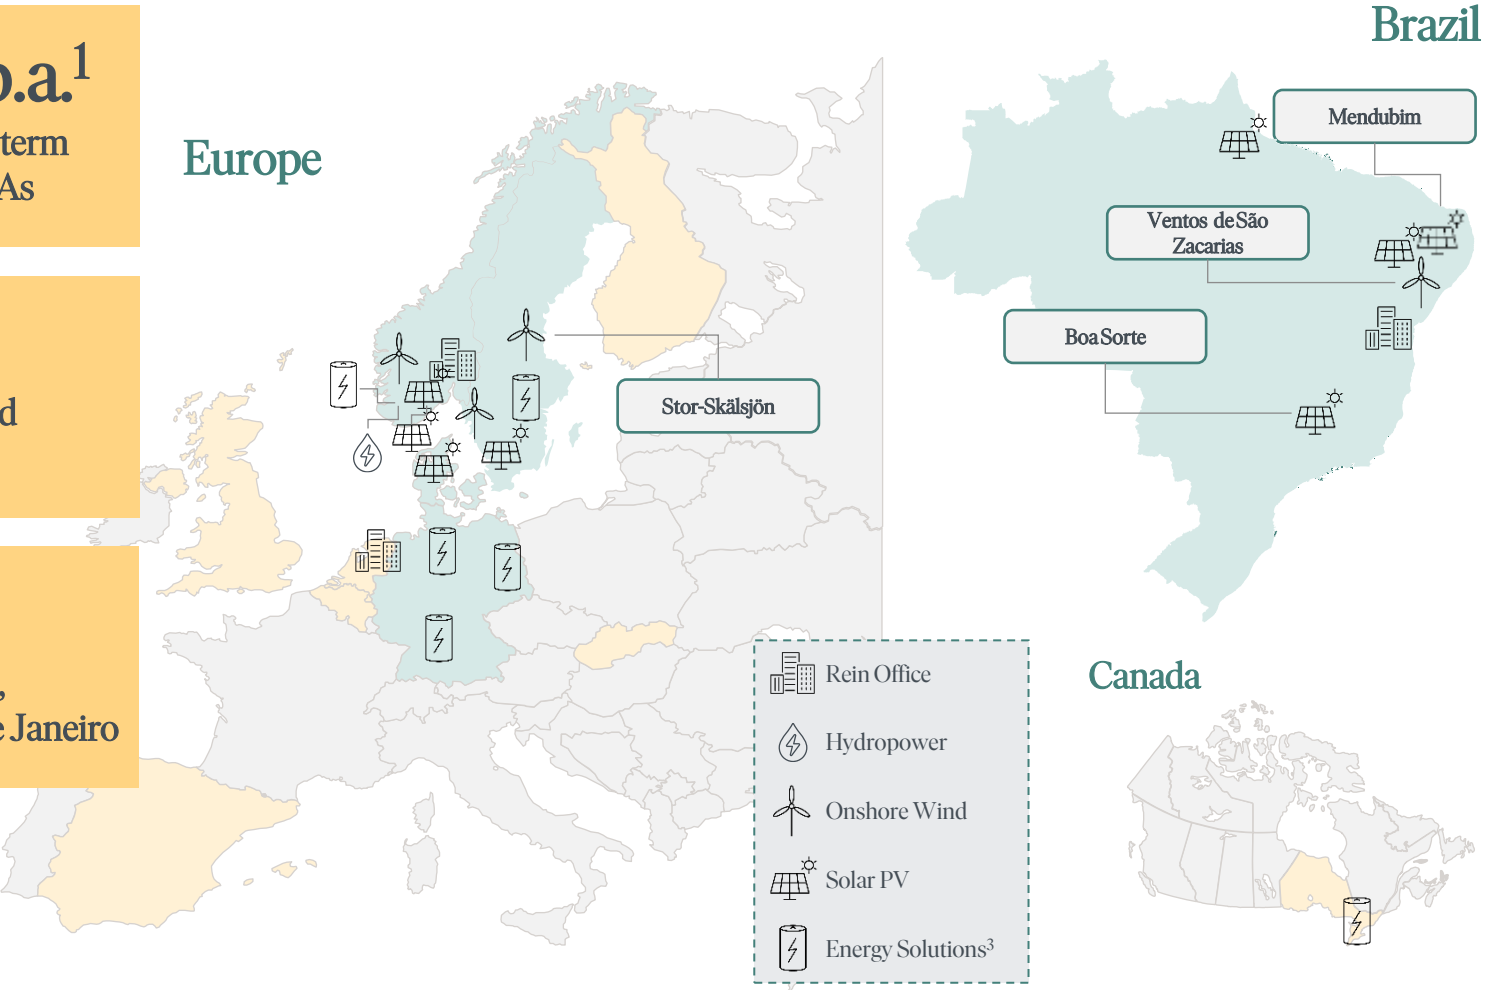 p.a.¹
term
As
d
,
e Janeiro
Europe
Stor-Skälsjön
Brazil
Mendubim
Ventos de São
Zacarias
Boa Sorte
Canada
Rein Office
Hydropower
Onshore Wind
Solar PV
Energy Solutions³